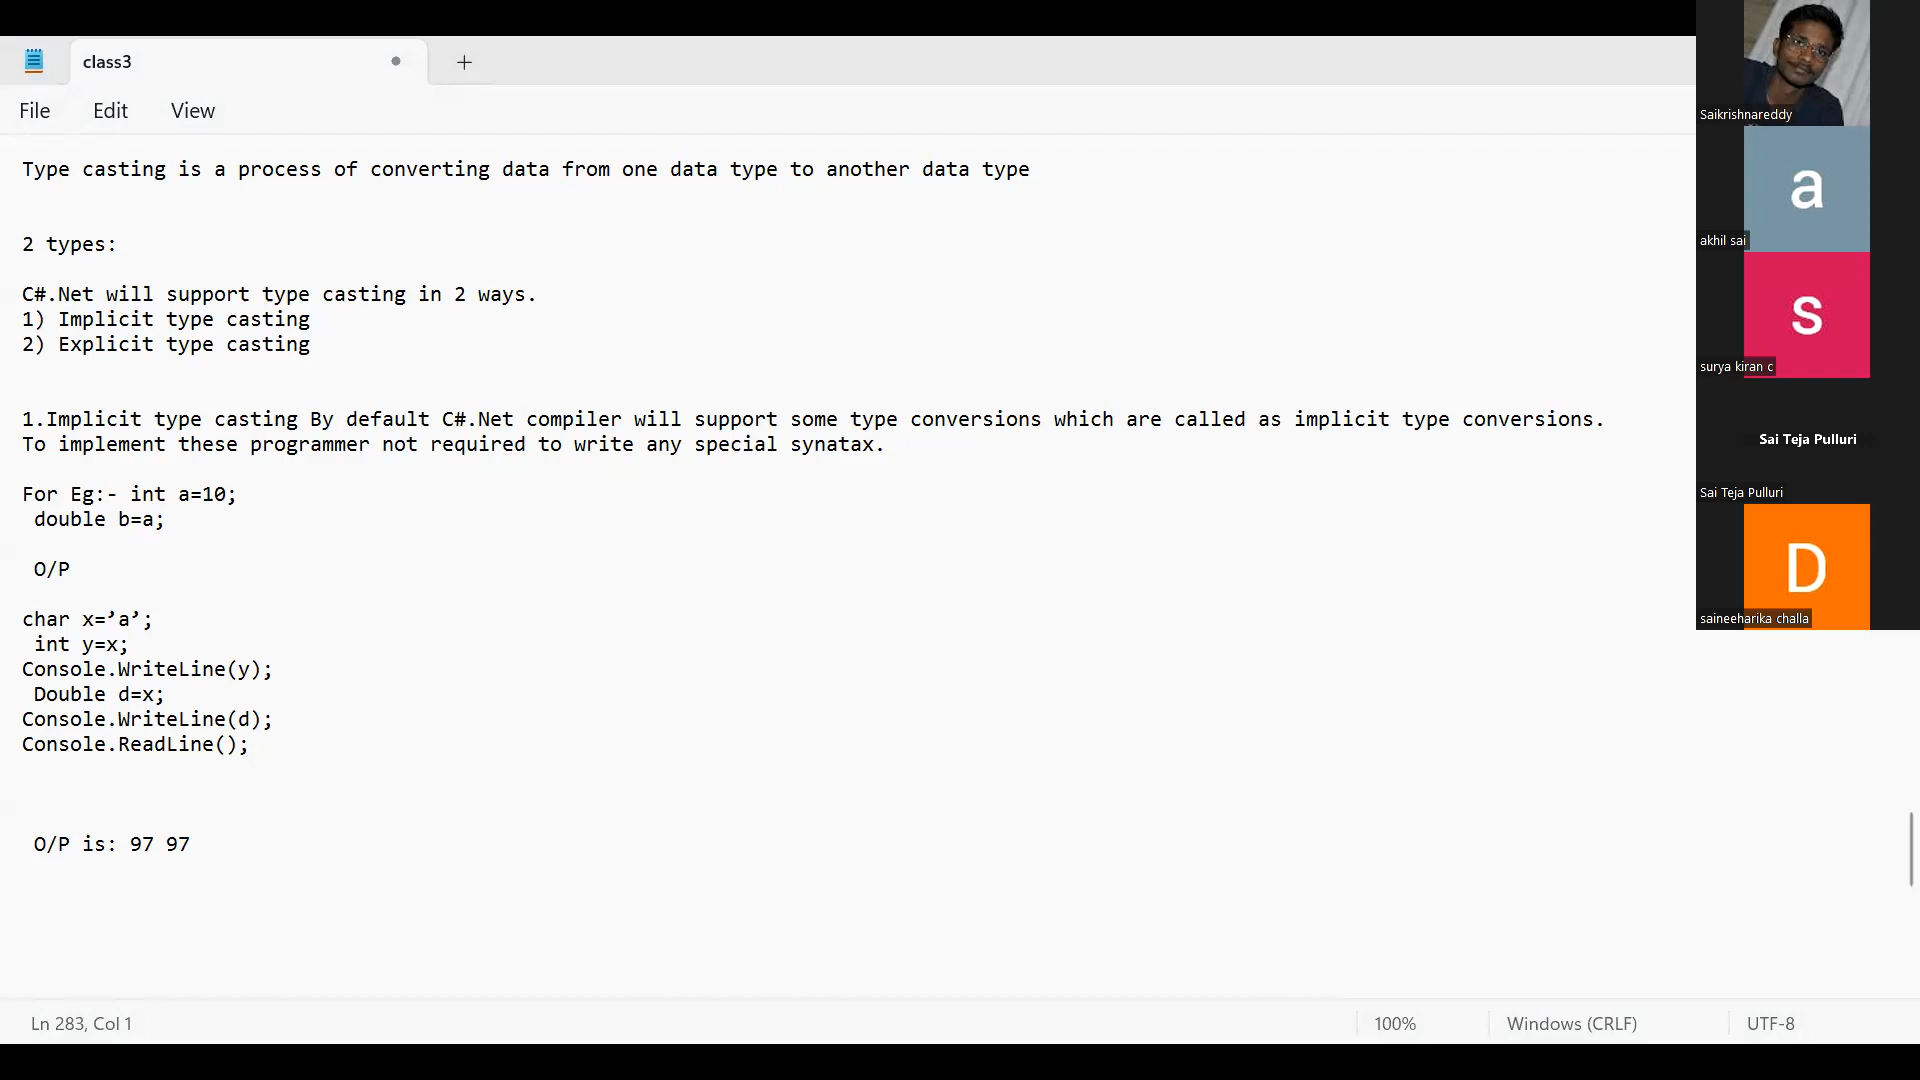 class3
File Edit View
Type casting is a process of converting data from one data type to another data type
2 types:
C#.Net will support type casting in 2 ways.
1) Implicit type casting
2) Explicit type casting
1.Implicit type casting By default C#.Net compiler will support some type conversions which are called as implicit type conversions.
To implement these programmer not required to write any special synatax.
For Eg:- int a=10;
double b=a;
O/P
char x=’a’;
int y=x;
Console.WriteLine(y);
Double d=x;
Console.WriteLine(d);
Console.ReadLine();
O/P is: 97 97
Ln 283, Col 1
100%
Windows (CRLF)
UTF-8
Saikrishnareddy
a
akhil sai
s
surya kiran c
Sai Teja Pulluri
Sai Teja Pulluri
D
saineeharika challa